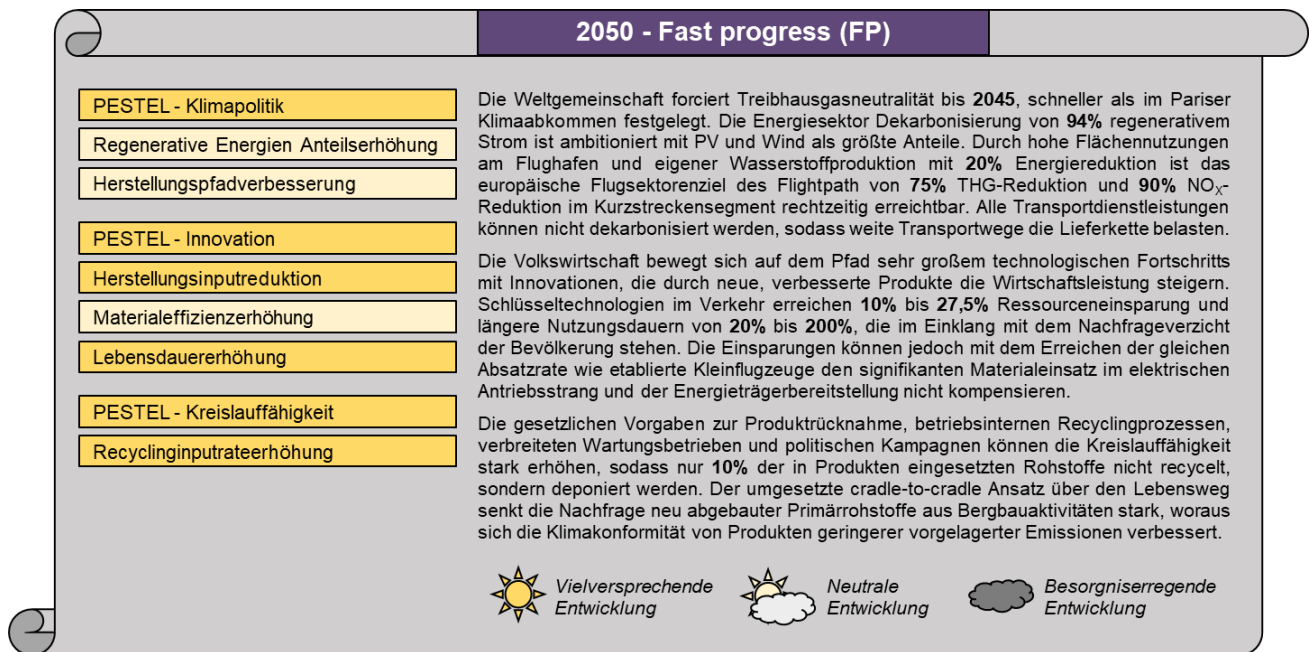 2050 - Fast progress (FP)
PESTEL - Klimapolitik
Regenerative Energien Anteilserhöhung
Herstellungspfadverbesserung
PESTEL - Innovation
Herstellungsinputreduktion
Materialeffizienzerhöhung
Lebensdauererhöhung
PESTEL - Kreislauffähigkeit
Recyclinginputrateerhöhung
Die Weltgemeinschaft forciert Treibhausgasneutralität bis 2045, schneller als im Pariser
Klimaabkommen festgelegt. Die Energiesektor Dekarbonisierung von 94% regenerativem
Strom ist ambitioniert mit PV und Wind als größte Anteile. Durch hohe Flächennutzungen
am Flughafen und eigener Wasserstoffproduktion mit 20% Energiereduktion ist das
europäische Flugsektorenziel des Flightpath von 75% THG-Reduktion und 90% NOX-
Reduktion im Kurzstreckensegment rechtzeitig erreichtbar. Alle Transportdienstleistungen
können nicht dekarbonisiert werden, sodass weite Transportwege die Lieferkette belasten.
Die Volkswirtschaft bewegt sich auf dem Pfad sehr großem technologischen Fortschritts
mit Innovationen, die durch neue, verbesserte Produkte die Wirtschaftsleistung steigern.
Schlüsseltechnologien im Verkehr erreichen 10% bis 27,5% Ressourceneinsparung und
längere Nutzungsdauern von 20% bis 200%, die im Einklang mit dem Nachfrageverzicht
der Bevölkerung stehen. Die Einsparungen können jedoch mit dem Erreichen der gleichen
Absatzrate wie etablierte Kleinflugzeuge den signifikanten Materialeinsatz im elektrischen
Antriebsstrang und der Energieträgerbereitstellung nicht kompensieren.
Die gesetzlichen Vorgaben zur Produktrücknahme, betriebsinternen Recyclingprozessen,
verbreiteten Wartungsbetrieben und politischen Kampagnen können die Kreislauffähigkeit
stark erhöhen, sodass nur 10% der in Produkten eingesetzten Rohstoffe nicht recycelt,
sondern deponiert werden. Der umgesetzte cradle-to-cradle Ansatz über den Lebensweg
senkt die Nachfrage neu abgebauter Primärrohstoffe aus Bergbauaktivitäten stark, woraus
sich die Klimakonformität von Produkten geringerer vorgelagerter Emissionen verbessert.
Vielversprechende
Entwicklung
Neutrale
Entwicklung
Besorgniserregende
Entwicklung